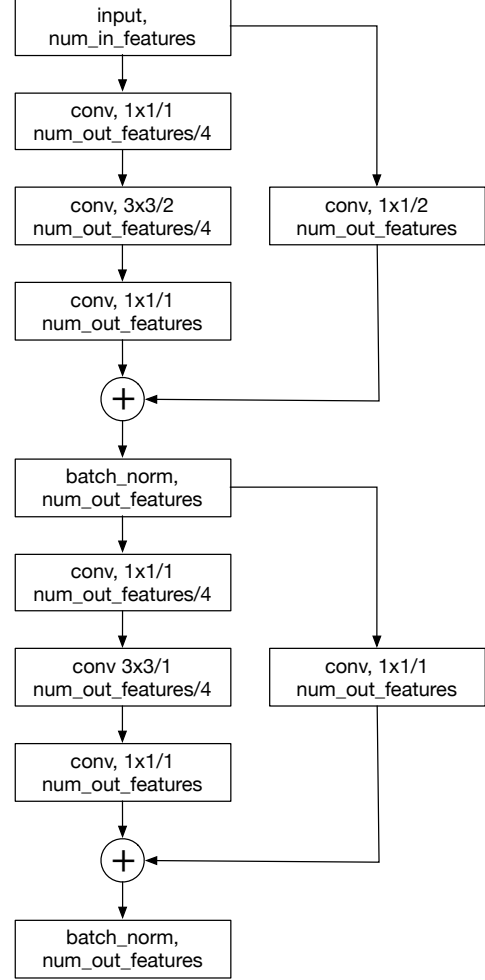 input,
num_in_features
conv, 1x1/1
num_out_features/4
conv, 3x3/2
num_out_features/4
conv, 1x1/2
num_out_features
conv, 1x1/1
num_out_features
+
batch_norm,
num_out_features
conv, 1x1/1
num_out_features/4
conv 3x3/1
num_out_features/4
conv, 1x1/1
num_out_features
conv, 1x1/1
num_out_features
+
batch_norm,
num_out_features